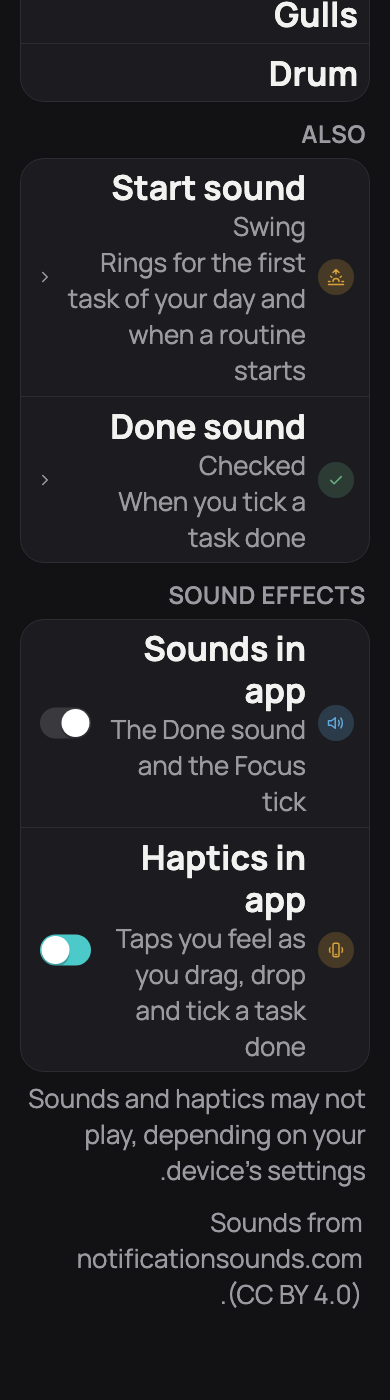 Gulls
Drum
ALSO
Start sound
Swing
Rings for the first
task of your day and
when a routine
starts
Done sound
Checked
When you tick a
task done
SOUND EFFECTS
Sounds in
app
The Done sound
and the Focus
tick
Haptics in
app
Taps you feel as
you drag, drop
and tick a task
done
Sounds and haptics may not
play, depending on your
.device's settings
Sounds from
notificationsounds.com
.(CC BY 4.0)